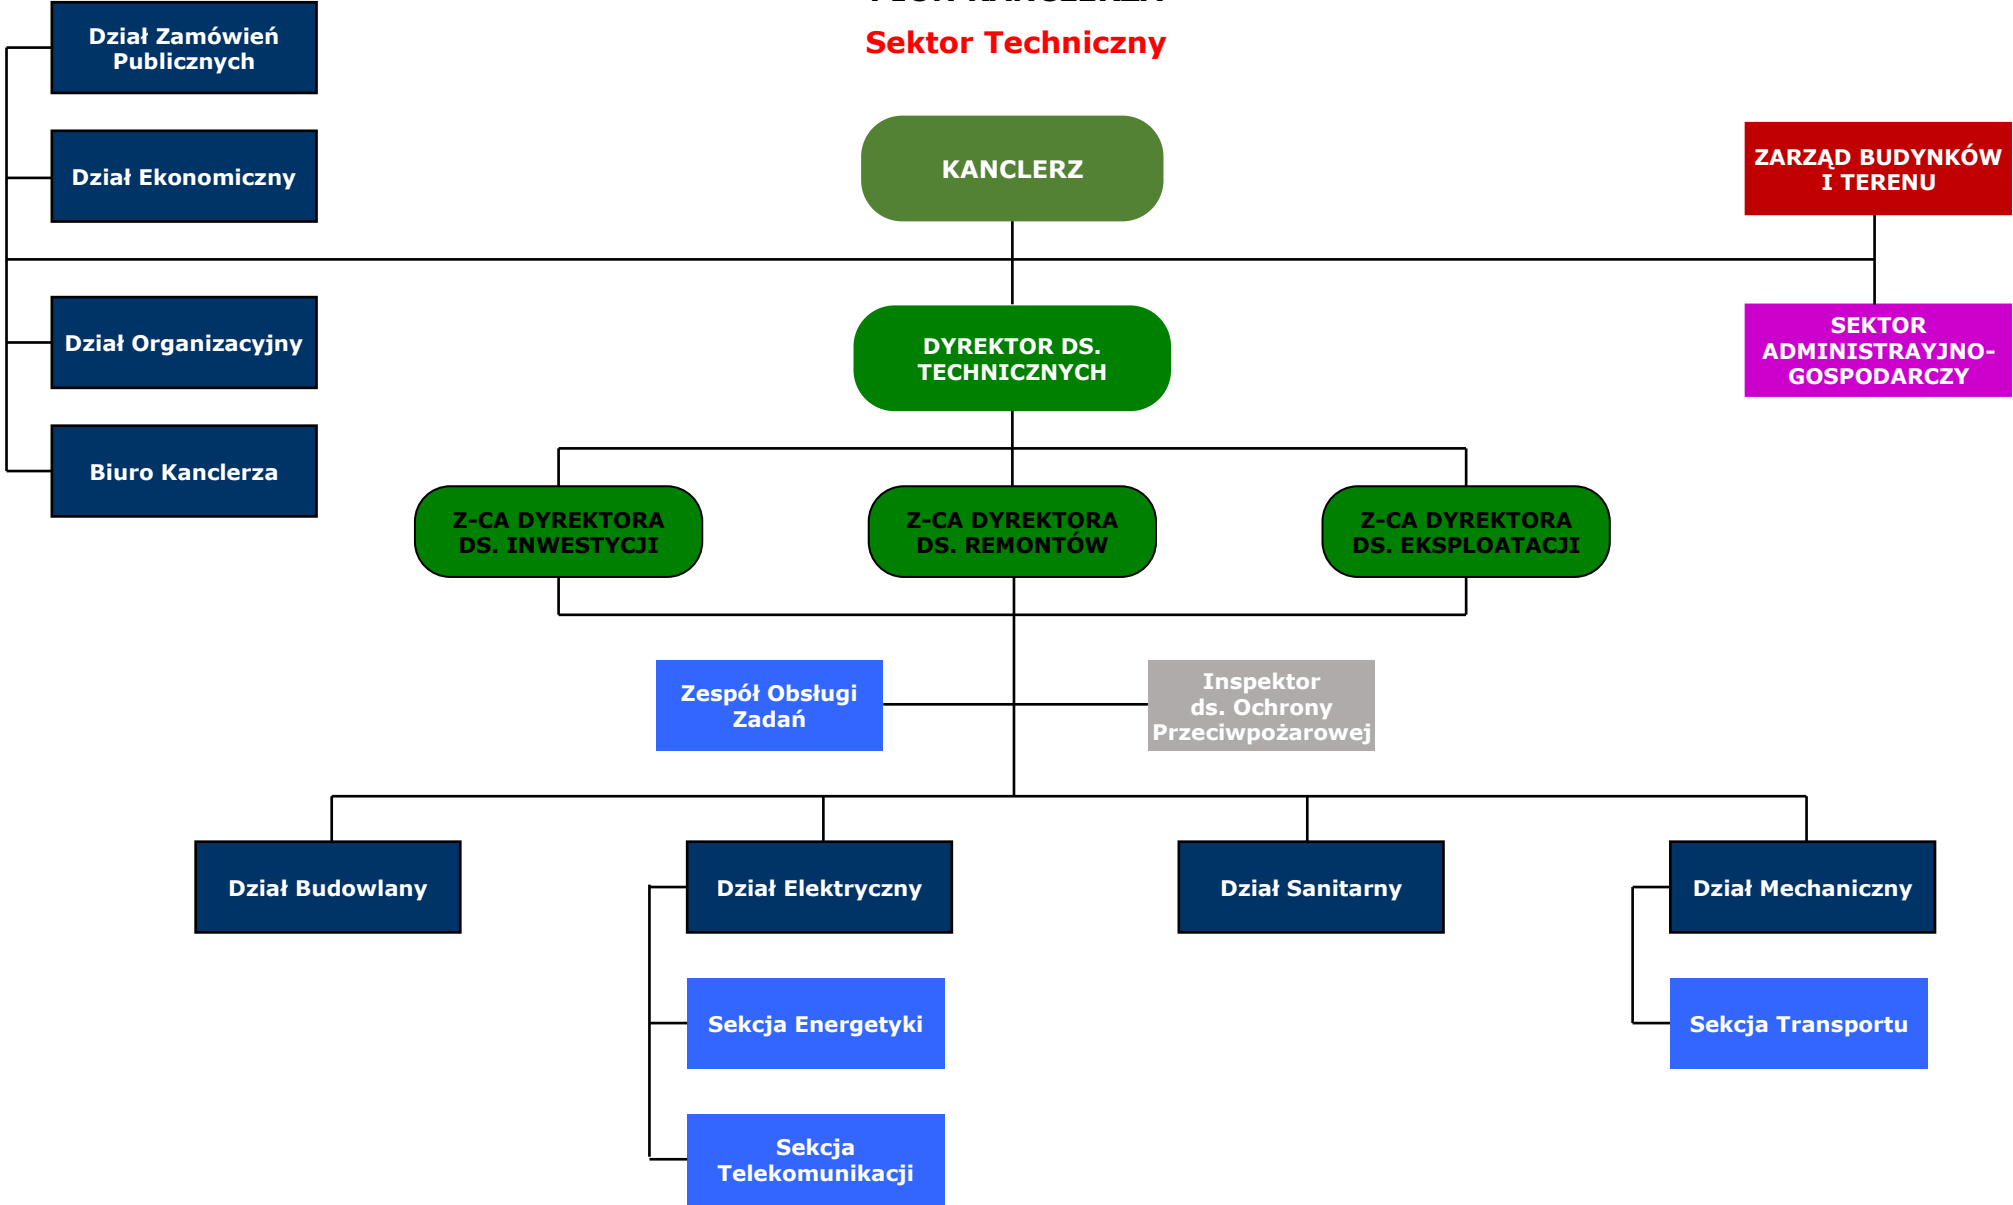 Sektor Techniczny
Dział Zamówień
Publicznych
Dział Ekonomiczny
KANCLERZ
ZARZĄD BUDYNKÓW
I TERENU
Dział Organizacyjny
DYREKTOR DS.
TECHNICZNYCH
SEKTOR
ADMINISTRAYJNO-
GOSPODARCZY
Biuro Kanclerza
Z-CA DYREKTORA
DS. INWESTYCJI
Z-CA DYREKTORA
DS. REMONTÓW
Z-CA DYREKTORA
DS. EKSPLOATACJI
Zespół Obsługi
Zadań
Inspektor
ds. Ochrony
Przeciwpożarowej
Dział Budowlany
Dział Elektryczny
Dział Sanitarny
Dział Mechaniczny
Sekcja Energetyki
Sekcja Transportu
Sekcja
Telekomunikacji